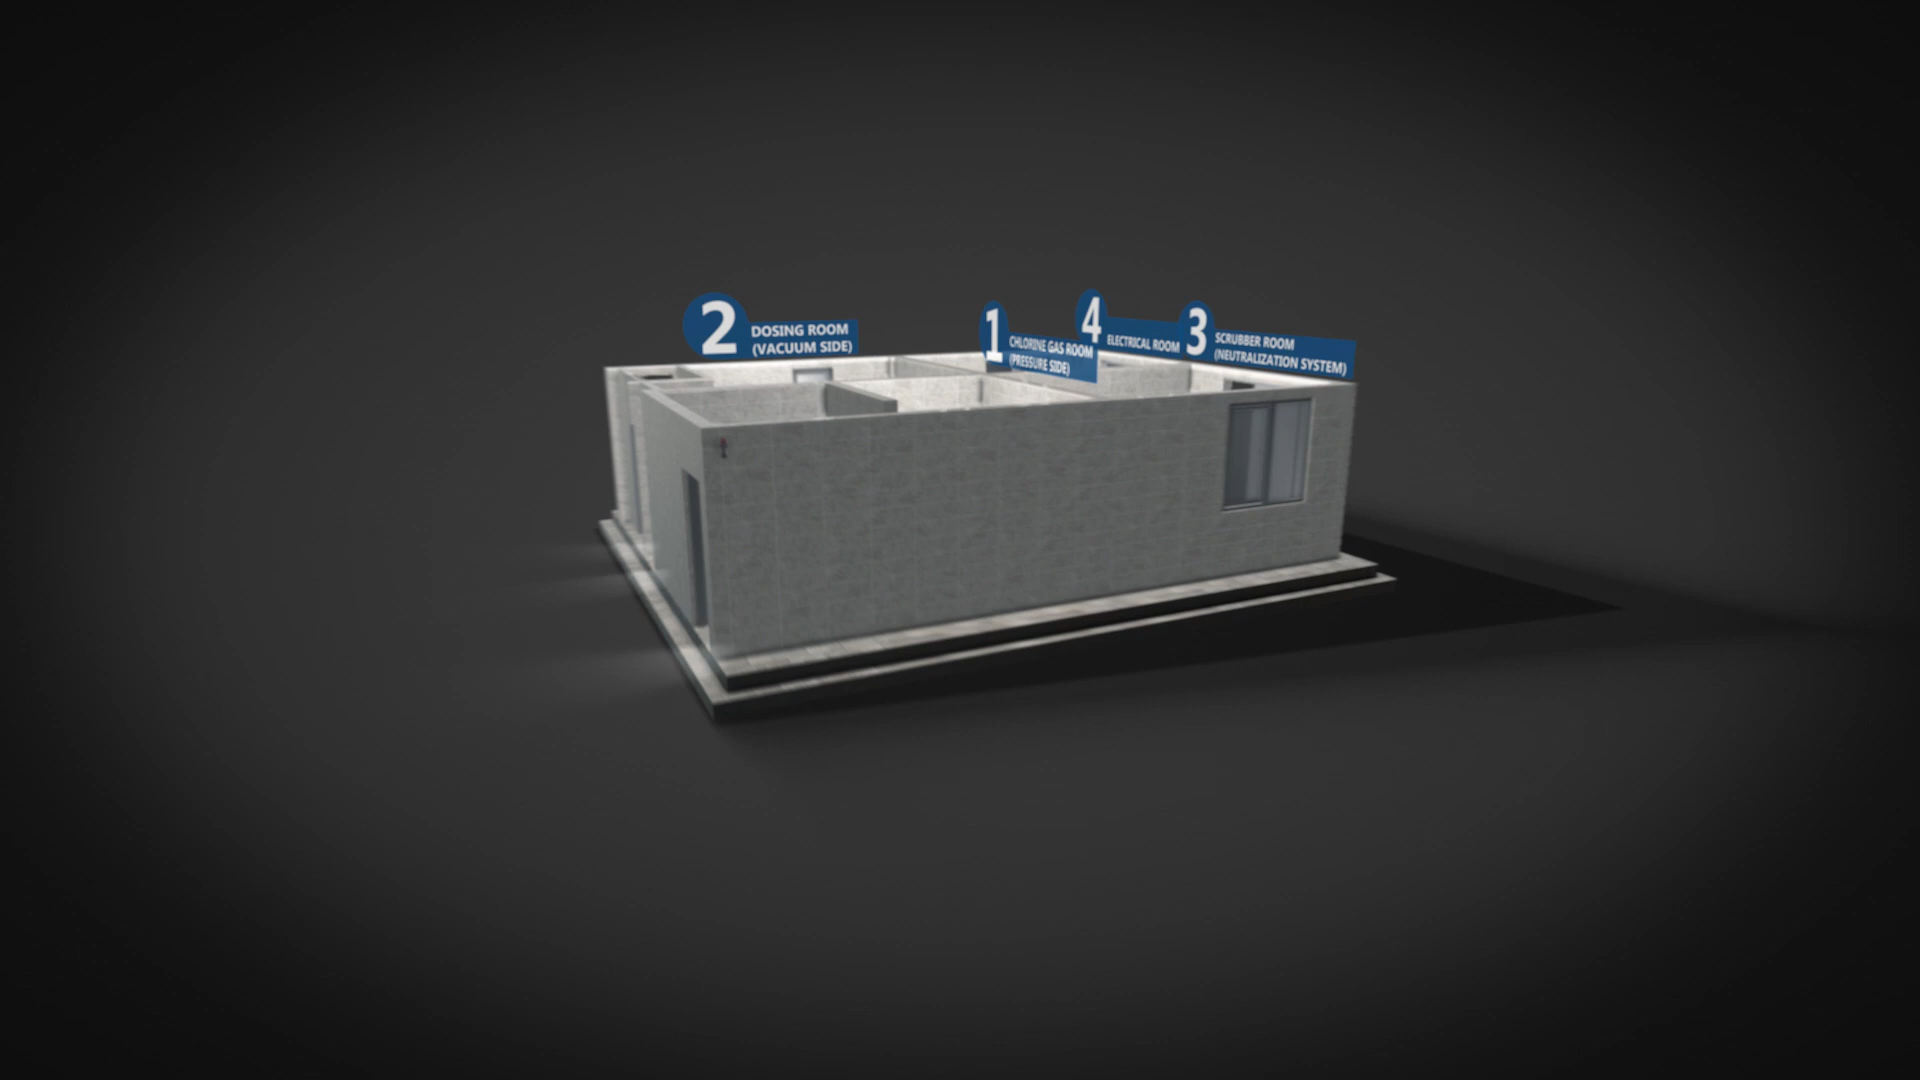 2
DOSING ROOM
(VACUUM SIDE)
1
CHLORINE GAS ROOM
(PRESSURE SIDE)
4
ELECTRICAL ROOM
3
SCRUBBER ROOM
(NEUTRALIZATION SYSTEM)